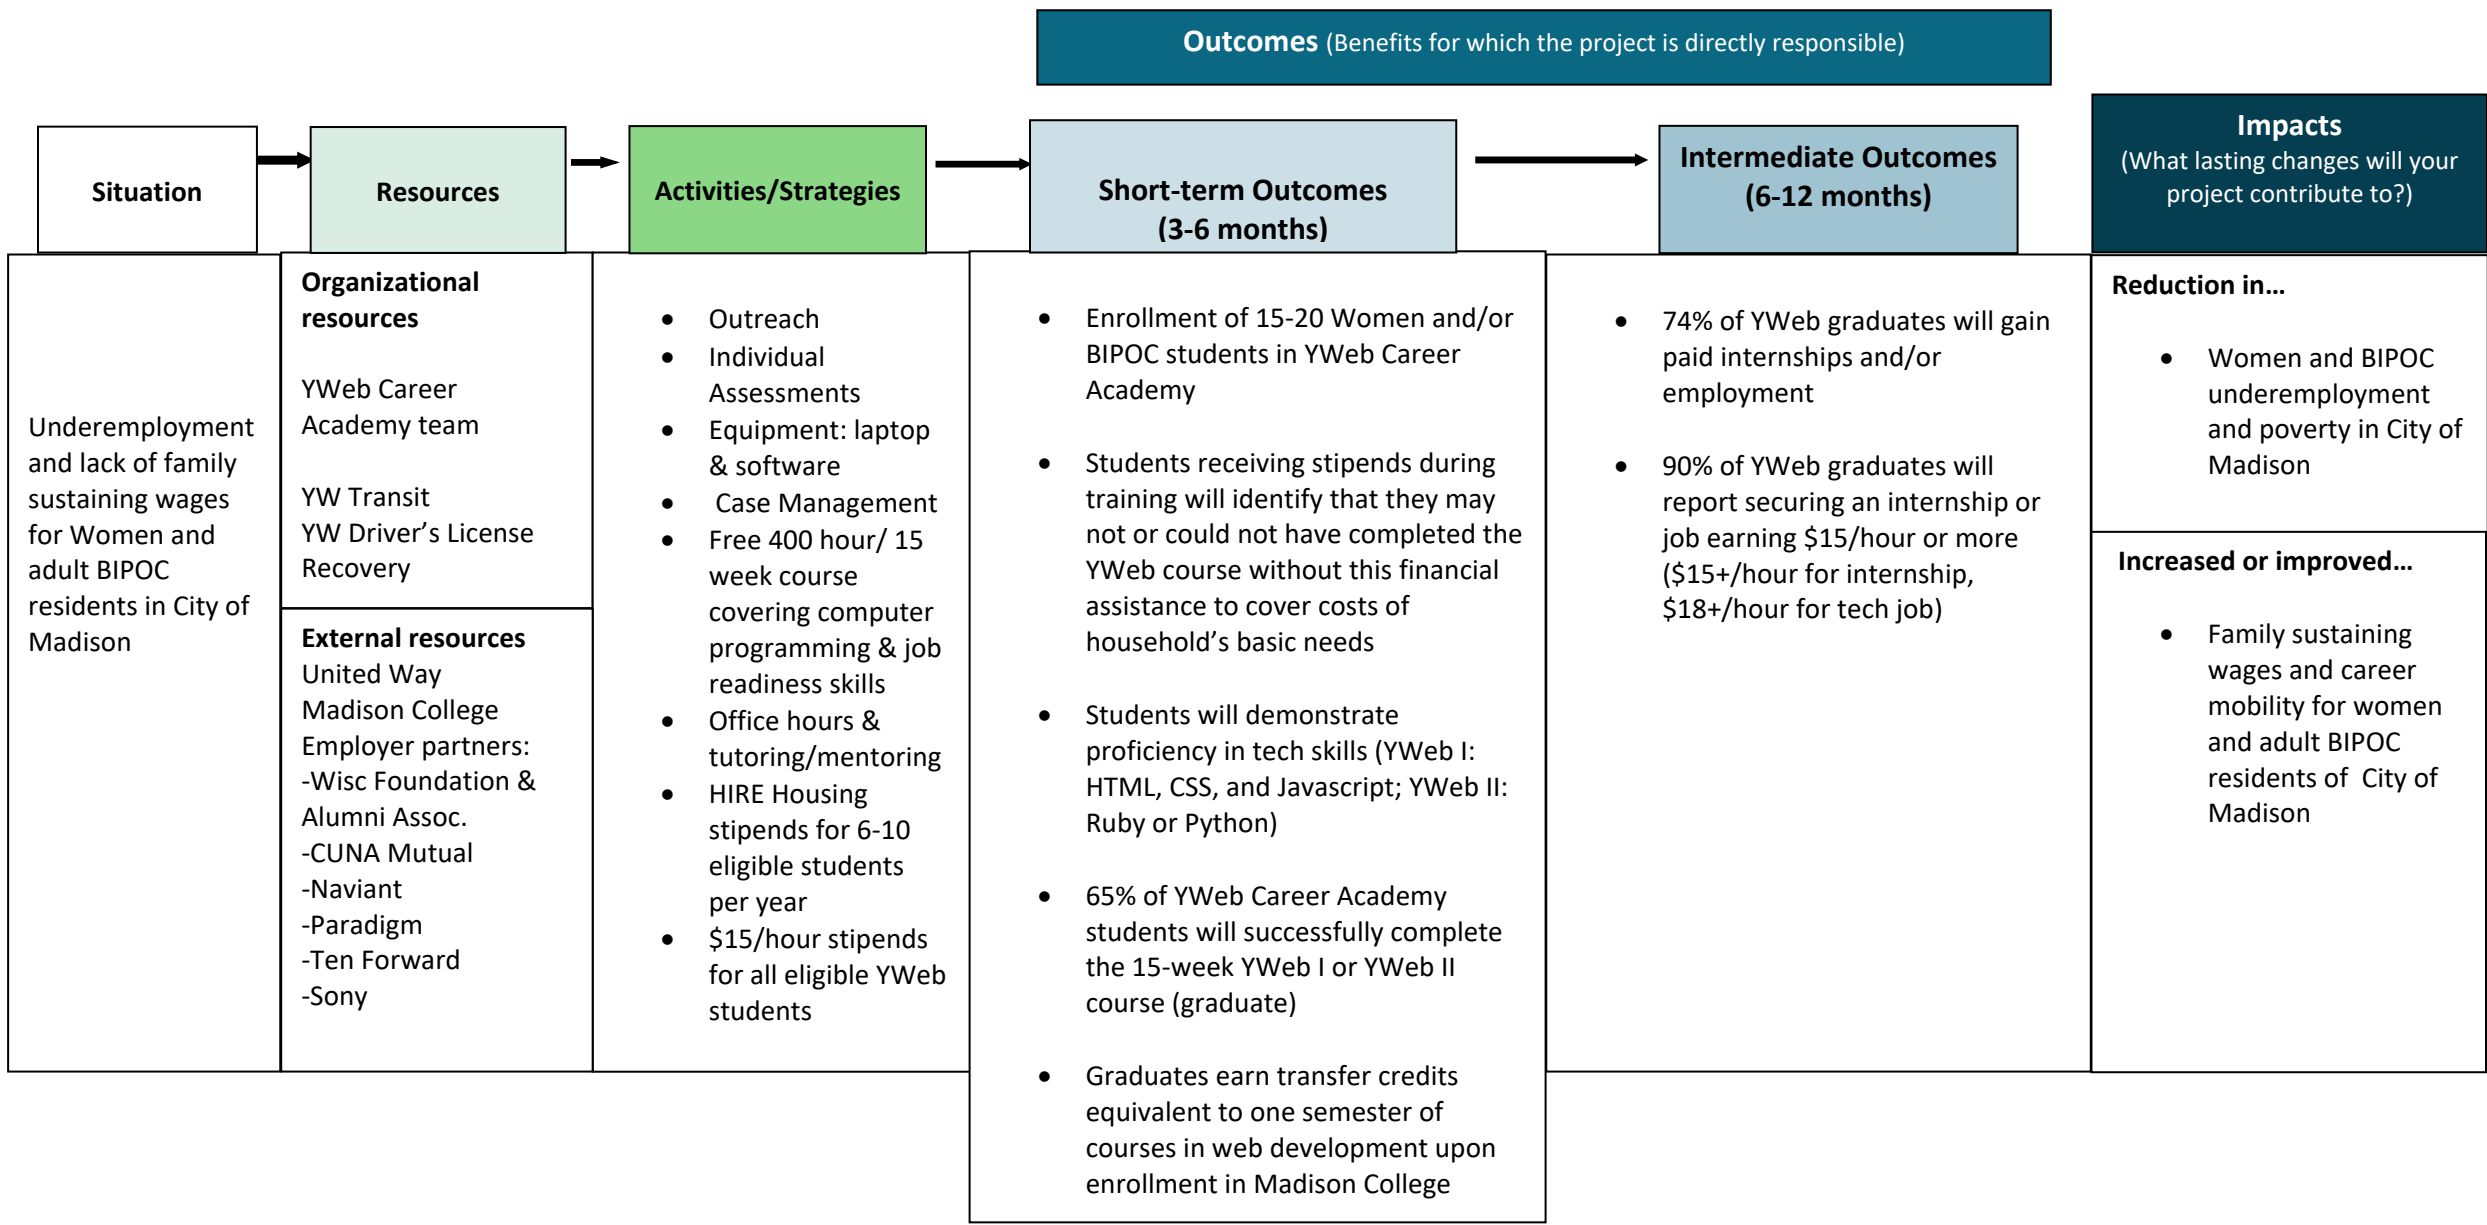 Outcomes (Benefits for which the project is directly responsible)
Situation
Resources
Activities/Strategies
Short-term Outcomes
(3-6 months)
Intermediate Outcomes
(6-12 months)
Impacts
(What lasting changes will your
project contribute to?)
Underemployment
and lack of family
sustaining wages
for Women and
adult BIPOC
residents in City of
Madison
Organizational
resources
YWeb Career
Academy team
YW Transit
YW Driver’s License
Recovery
External resources
United Way
Madison College
Employer partners:
-Wisc Foundation &
Alumni Assoc.
-CUNA Mutual
-Naviant
-Paradigm
-Ten Forward
-Sony
• Outreach
• Individual
Assessments
• Equipment: laptop
& software
• Case Management
• Free 400 hour/ 15
week course
covering computer
programming & job
readiness skills
• Office hours &
tutoring/mentoring
• HIRE Housing
stipends for 6-10
eligible students
per year
• $15/hour stipends
for all eligible YWeb
students
• Enrollment of 15-20 Women and/or
BIPOC students in YWeb Career
Academy
• Students receiving stipends during
training will identify that they may
not or could not have completed the
YWeb course without this financial
assistance to cover costs of
household’s basic needs
• Students will demonstrate
proficiency in tech skills (YWeb I:
HTML, CSS, and Javascript; YWeb II:
Ruby or Python)
• 65% of YWeb Career Academy
students will successfully complete
the 15-week YWeb I or YWeb II
course (graduate)
• Graduates earn transfer credits
equivalent to one semester of
courses in web development upon
enrollment in Madison College
• 74% of YWeb graduates will gain
paid internships and/or
employment
• 90% of YWeb graduates will
report securing an internship or
job earning $15/hour or more
($15+/hour for internship,
$18+/hour for tech job)
Reduction in…
• Women and BIPOC
underemployment
and poverty in City of
Madison
Increased or improved…
• Family sustaining
wages and career
mobility for women
and adult BIPOC
residents of City of
Madison